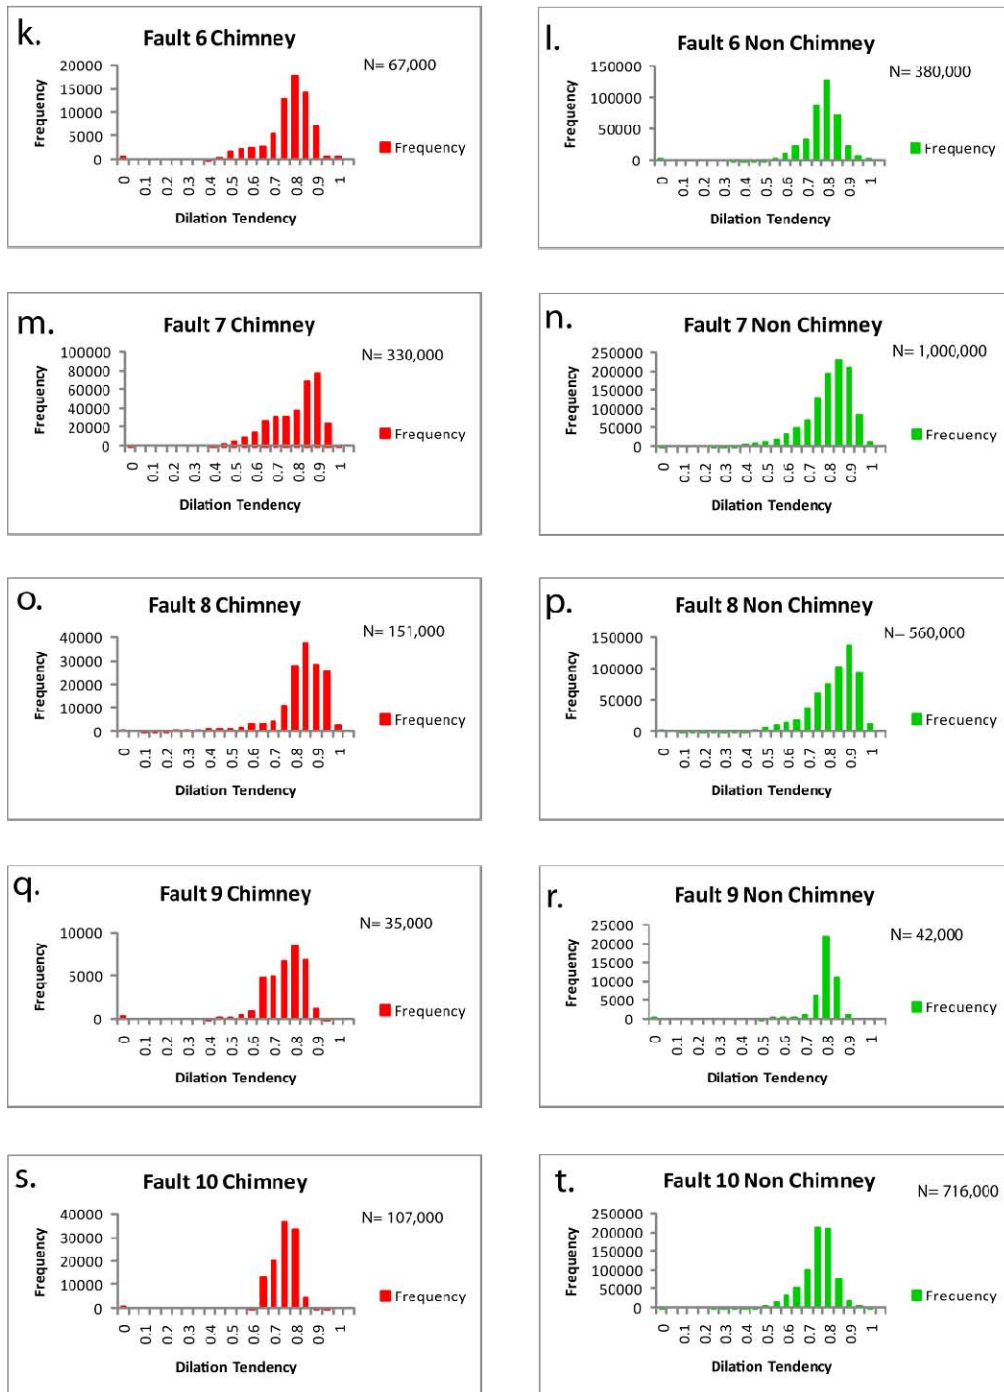 k.
Fault 6 Chimney
N= 67,000
20000
15000
10000
5000
0
Frequency
0 0.1 0.2 0.3 0.4 0.5 0.6 0.7 0.8 0.9 1
Dilation Tendency
Frequency
l.
Fault 6 Non Chimney
N= 380,000
150000
100000
50000
0
Frequency
0 0.1 0.2 0.3 0.4 0.5 0.6 0.7 0.8 0.9 1
Dilation Tendency
Frecuency
m.
Fault 7 Chimney
N= 330,000
100000
80000
60000
40000
20000
0
Frequency
0 0.1 0.2 0.3 0.4 0.5 0.6 0.7 0.8 0.9 1
Dilation Tendency
Frequency
n.
Fault 7 Non Chimney
N= 1,000,000
250000
200000
150000
100000
50000
0
Frequency
0 0.1 0.2 0.3 0.4 0.5 0.6 0.7 0.8 0.9 1
Dilation Tendency
Frecuency
o.
Fault 8 Chimney
N= 151,000
40000
30000
20000
10000
0
Frequency
0 0.1 0.2 0.3 0.4 0.5 0.6 0.7 0.8 0.9 1
Dilation Tendency
Frequency
p.
Fault 8 Non Chimney
N= 560,000
150000
100000
50000
0
Frequency
0 0.1 0.2 0.3 0.4 0.5 0.6 0.7 0.8 0.9 1
Dilation Tendency
Frecuency
q.
Fault 9 Chimney
N= 35,000
10000
5000
0
Frequency
0 0.1 0.2 0.3 0.4 0.5 0.6 0.7 0.8 0.9 1
Dilation Tendency
Frequency
r.
Fault 9 Non Chimney
N= 42,000
25000
20000
15000
10000
5000
0
Frequency
0 0.1 0.2 0.3 0.4 0.5 0.6 0.7 0.8 0.9 1
Dilation Tendency
Frecuency
s.
Fault 10 Chimney
N= 107,000
40000
30000
20000
10000
0
Frequency
0 0.1 0.2 0.3 0.4 0.5 0.6 0.7 0.8 0.9 1
Dilation Tendency
Frequency
t.
Fault 10 Non Chimney
N= 716,000
250000
200000
150000
100000
50000
0
Frequency
0 0.1 0.2 0.3 0.4 0.5 0.6 0.7 0.8 0.9 1
Dilation Tendency
Frecuency